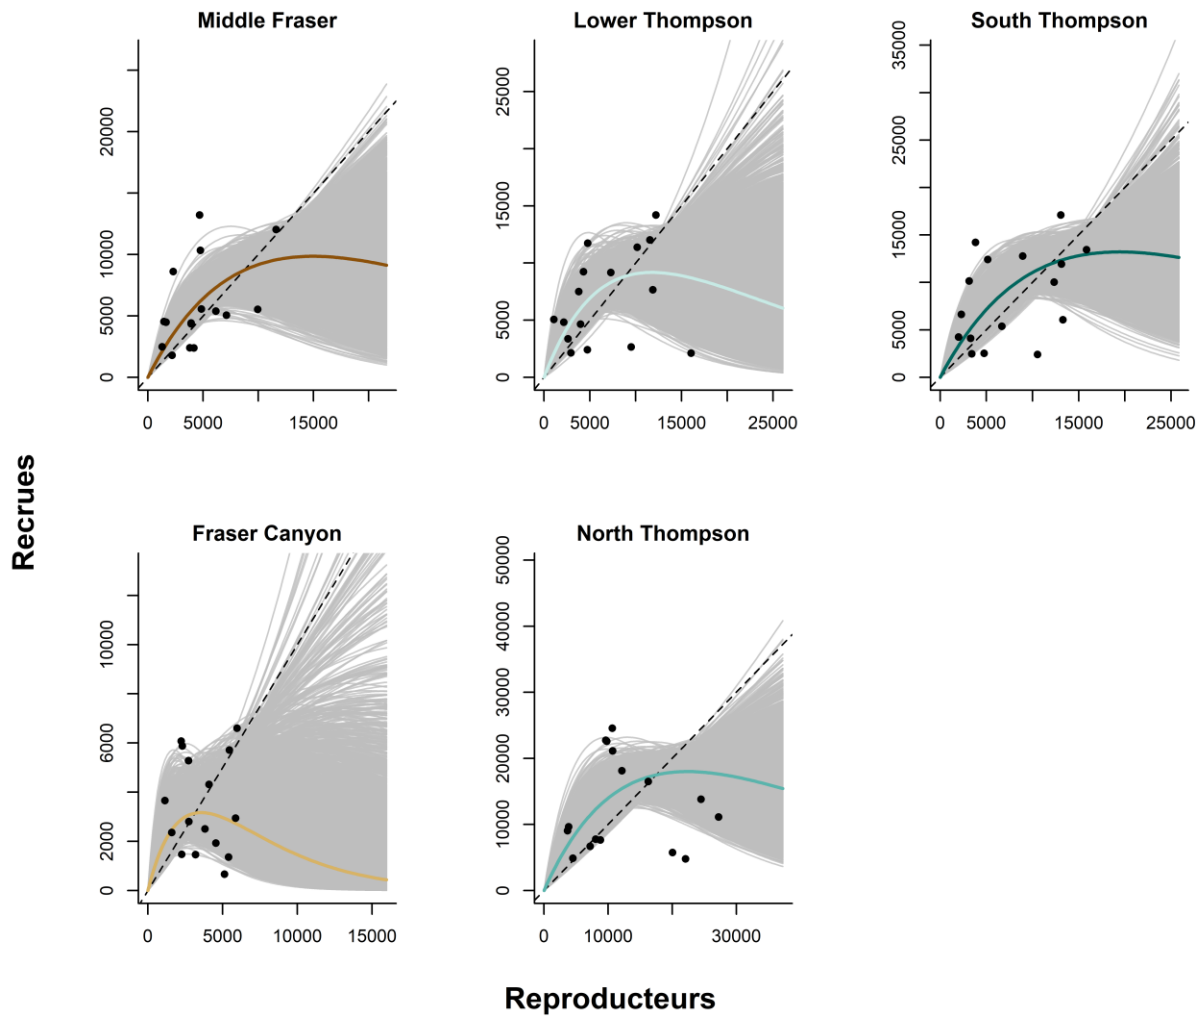 Middle Fraser
Lower Thompson
South Thompson
0 5000 10000 20000
0 5000 15000
0 5000 15000 25000
0 5000 15000 25000
0 5000 15000 25000 35000
0 5000 15000 25000
Fraser Canyon
North Thompson
0 2000 6000 10000
0 5000 10000 15000
0 10000 20000 30000 40000 50000
0 10000 30000
Recrues
Reproducteurs